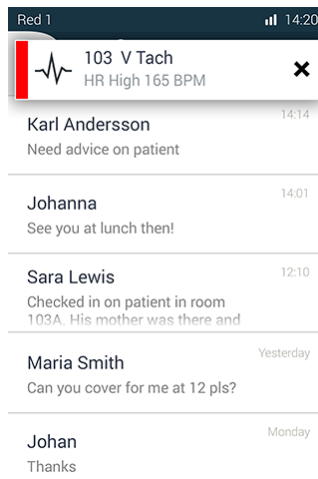 Red 1 14:20
103 V Tach
HR High 165 BPM
14:14
Karl Andersson
Need advice on patient
14:01
Johanna
See you at lunch then!
12:10
Sara Lewis
Checked in on patient in room
103A. His mother was there and
Yesterday
Maria Smith
Can you cover for me at 12 pls?
Monday
Johan
Thanks